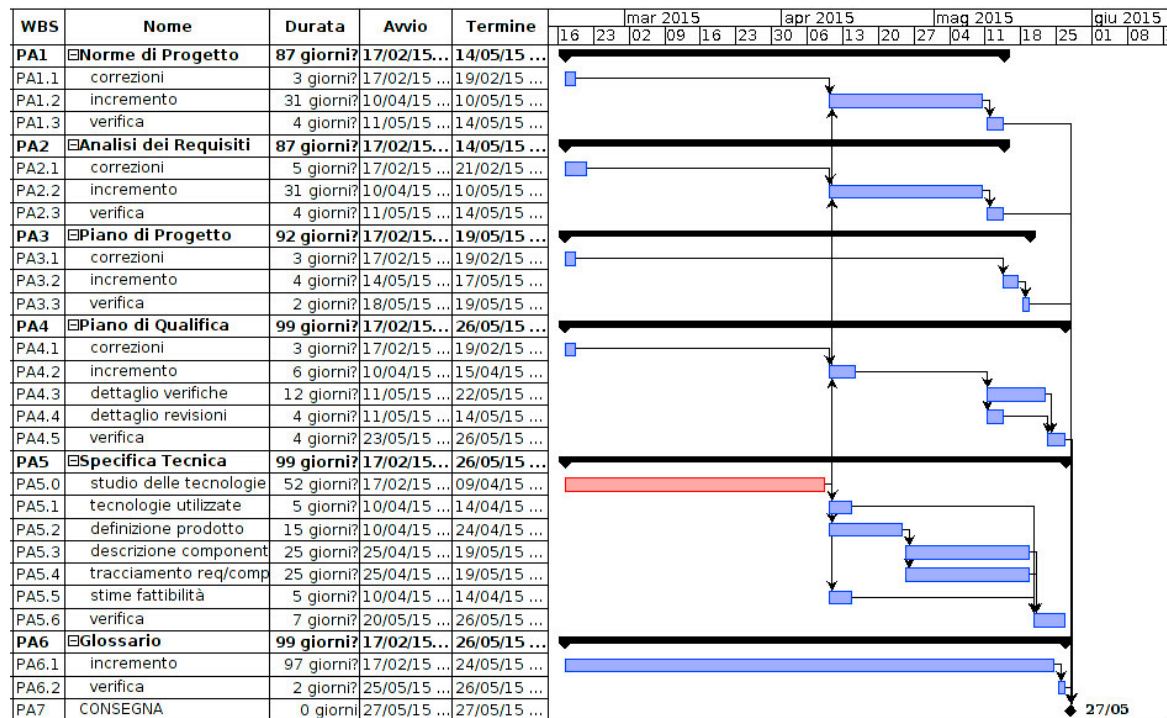 WBS Nome Durata Avvio Termine
mar 2015 apr 2015 mag 2015 giu 2015
16 23 02 09 16 23 30 06 13 20 27 04 11 18 25 01 08
PA1 Norme di Progetto 87 giorni? 17/02/15... 14/05/15 ...
PA1.1 correzioni 3 giorni? 17/02/15 ... 19/02/15 ...
PA1.2 incremento 31 giorni? 10/04/15 ... 10/05/15 ...
PA1.3 verifica 4 giorni? 11/05/15 ... 14/05/15 ...
PA2 Analisi dei Requisiti 87 giorni? 17/02/15... 14/05/15 ...
PA2.1 correzioni 5 giorni? 17/02/15 ... 21/02/15 ...
PA2.2 incremento 31 giorni? 10/04/15 ... 10/05/15 ...
PA2.3 verifica 4 giorni? 11/05/15 ... 14/05/15 ...
PA3 Piano di Progetto 92 giorni? 17/02/15... 19/05/15 ...
PA3.1 correzioni 3 giorni? 17/02/15 ... 19/02/15 ...
PA3.2 incremento 4 giorni? 14/05/15 ... 17/05/15 ...
PA3.3 verifica 2 giorni? 18/05/15 ... 19/05/15 ...
PA4 Piano di Qualifica 99 giorni? 17/02/15... 26/05/15 ...
PA4.1 correzioni 3 giorni? 17/02/15 ... 19/02/15 ...
PA4.2 incremento 6 giorni? 10/04/15 ... 15/04/15 ...
PA4.3 dettaglio verifiche 12 giorni? 11/05/15 ... 22/05/15 ...
PA4.4 dettaglio revisioni 4 giorni? 11/05/15 ... 14/05/15 ...
PA4.5 verifica 4 giorni? 23/05/15 ... 26/05/15 ...
PA5 Specifica Tecnica 99 giorni? 17/02/15... 26/05/15 ...
PA5.0 studio delle tecnologie 52 giorni? 17/02/15 ... 09/04/15 ...
PA5.1 tecnologie utilizzate 5 giorni? 10/04/15 ... 14/04/15 ...
PA5.2 definizione prodotto 15 giorni? 10/04/15 ... 24/04/15 ...
PA5.3 descrizione component 25 giorni? 25/04/15 ... 19/05/15 ...
PA5.4 tracciamento req/comp 25 giorni? 25/04/15 ... 19/05/15 ...
PA5.5 stime fattibilità 5 giorni? 10/04/15 ... 14/04/15 ...
PA5.6 verifica 7 giorni? 20/05/15 ... 26/05/15 ...
PA6 Glossario 99 giorni? 17/02/15... 26/05/15 ...
PA6.1 incremento 97 giorni? 17/02/15 ... 24/05/15 ...
PA6.2 verifica 2 giorni? 25/05/15 ... 26/05/15 ...
PA7 CONSEGNA 0 giorni 27/05/15 ... 27/05/15 ... 27/05